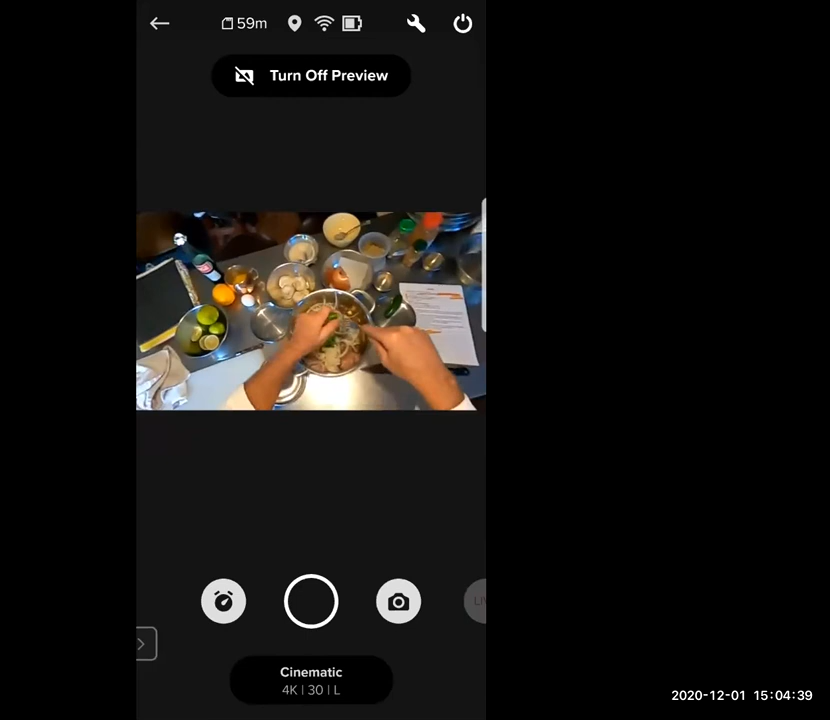 59m
Turn Off Preview
Cinematic
4K | 30 | L
2020-12-01 15:04:39